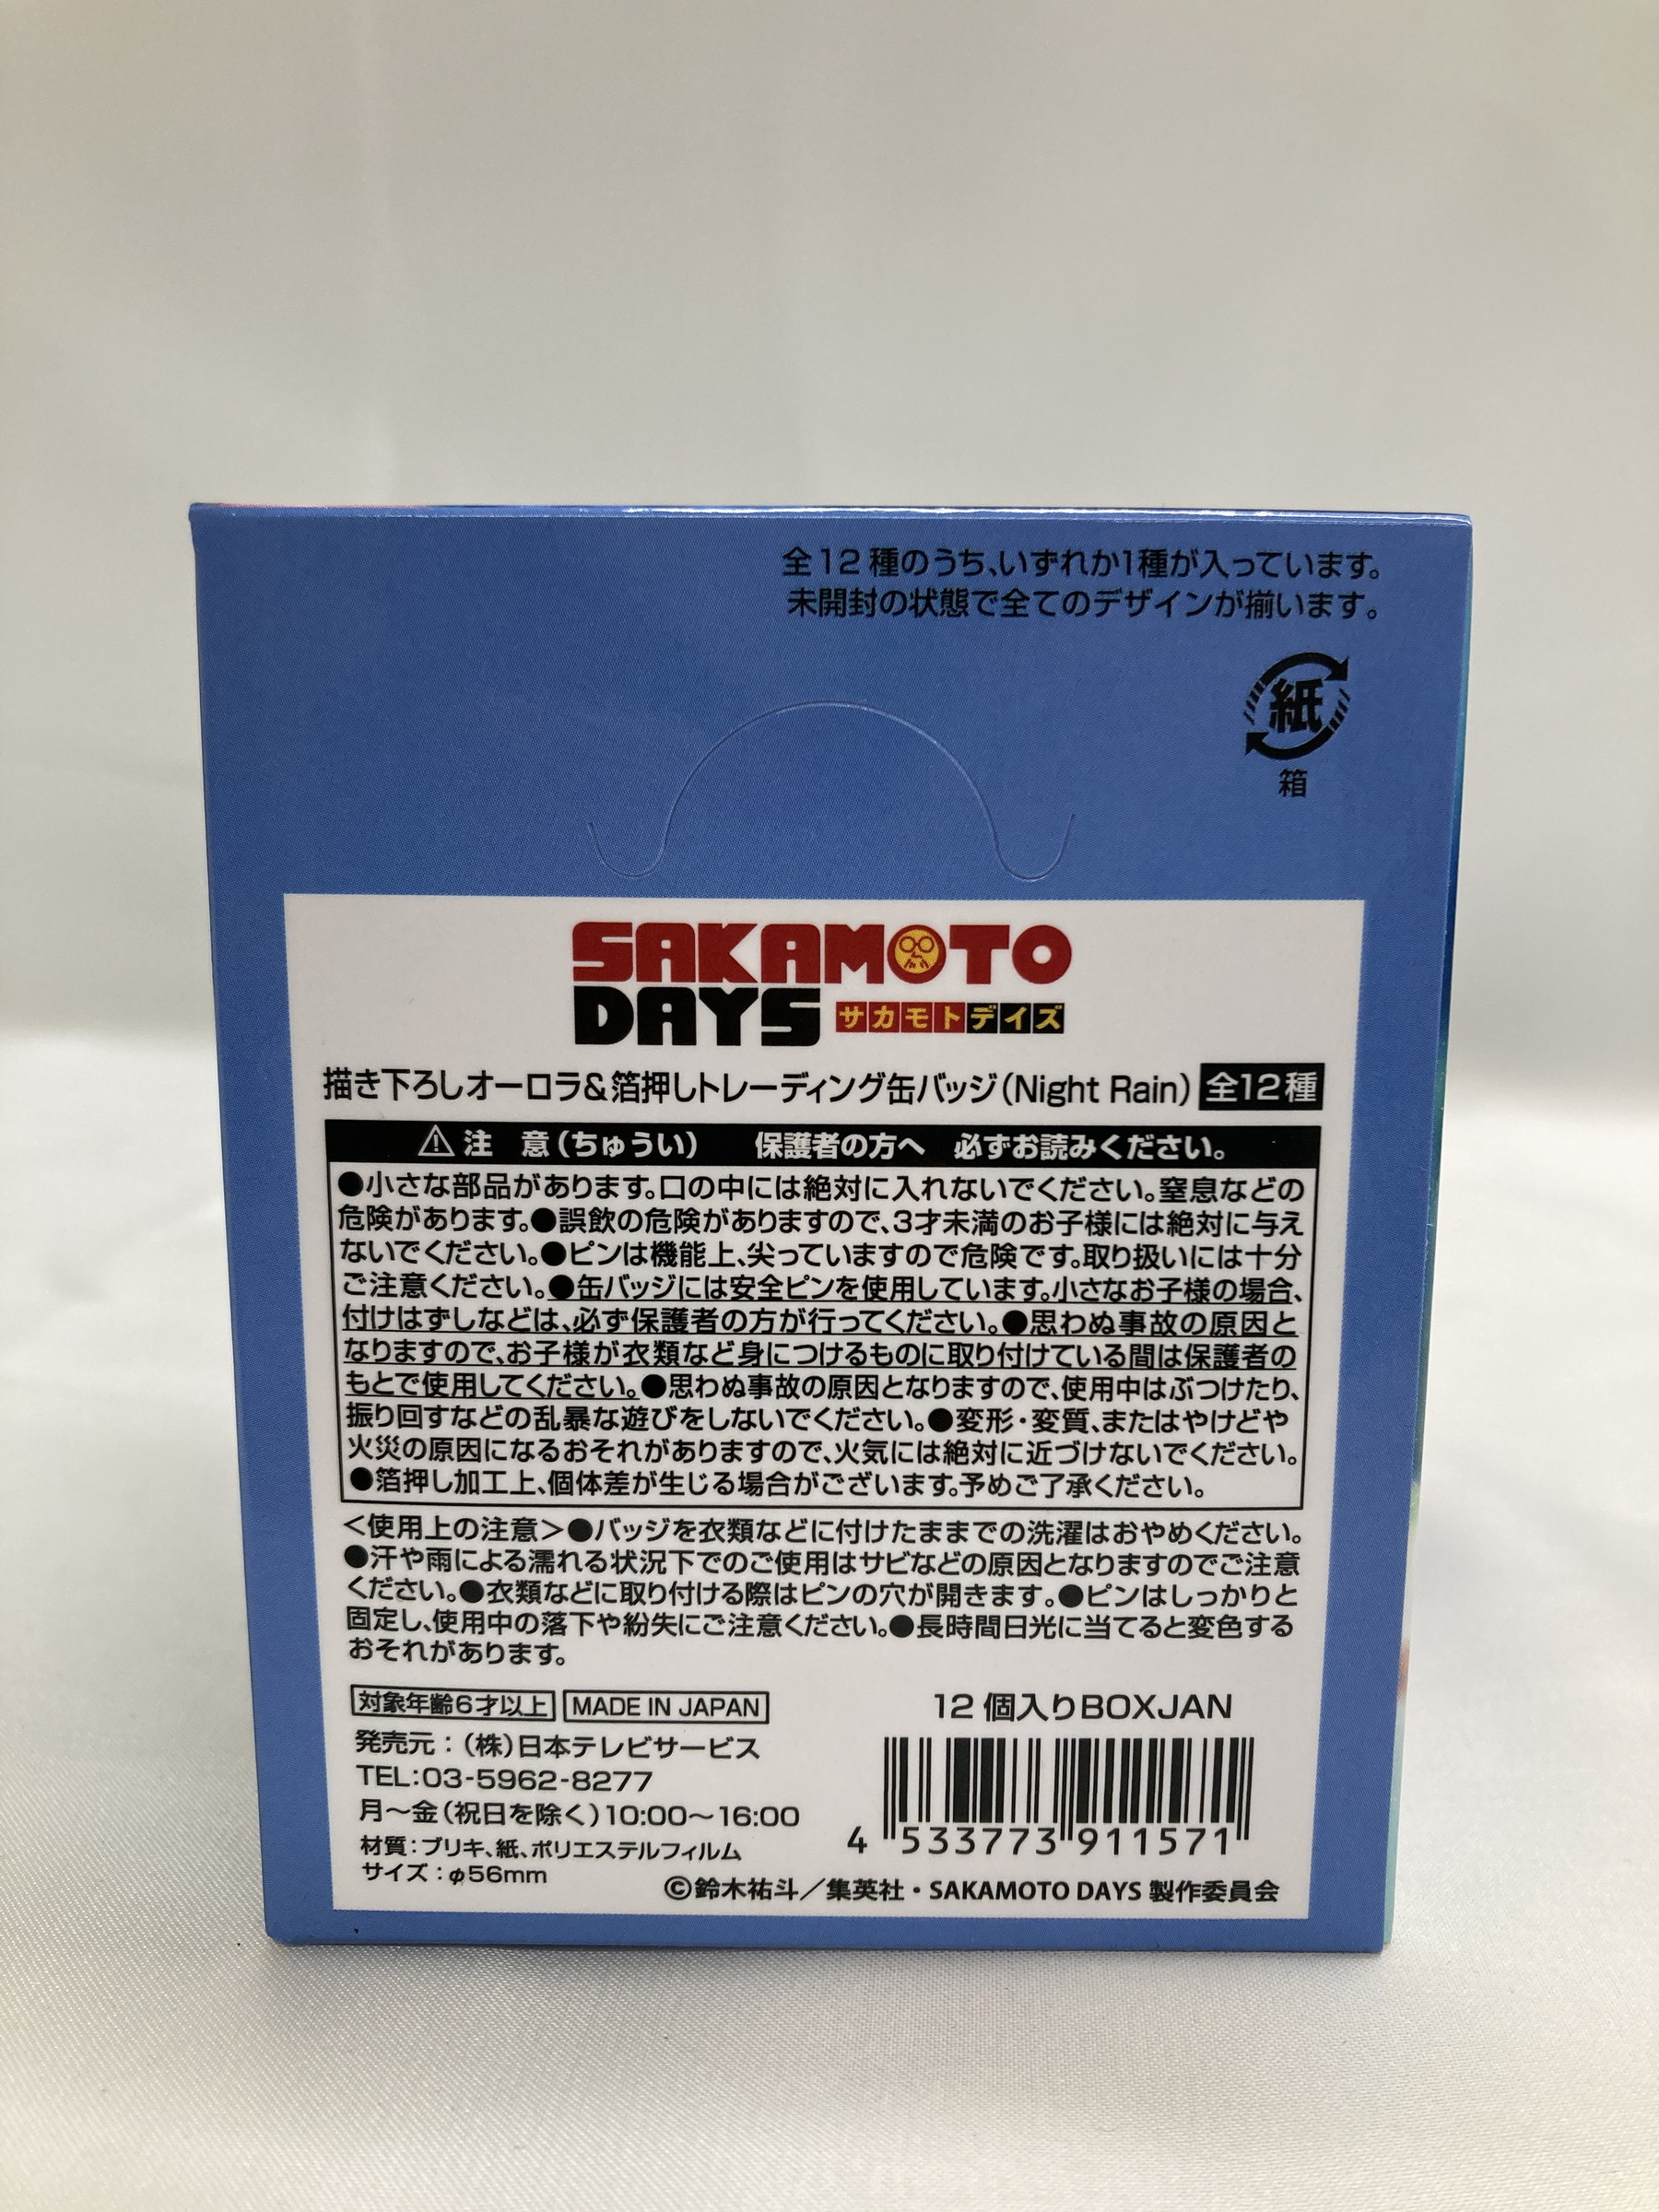 全12種のうち、いずれか1種が入っています。
未開封の状態で全てのデザインが揃います。
紙
箱
SAKAMOTO
DAYS サカモトデイズ
描き下ろしオーロラ&箔押しトレーディング缶バッジ(Night Rain) 全12種
⚠注 意(ちゅうい) 保護者の方へ 必ずお読みください。
●小さな部品があります。口の中には絶対に入れないでください。窒息などの
危険があります。●誤飲の危険がありますので、3才未満のお子様には絶対に与え
ないでください。●ピンは機能上、尖っていますので危険です。取り扱いには十分
ご注意ください。●缶バッジには安全ピンを使用しています。小さなお子様の場合、
付けはずしなどは、必ず保護者の方が行ってください。●思わぬ事故の原因と
なりますので、お子様が衣類など身につけるものに取り付けている間は保護者の
もとで使用してください。●思わぬ事故の原因となりますので、使用中はぶつけたり、
振り回すなどの乱暴な遊びをしないでください。●変形・変質、またはやけどや
火災の原因になるおそれがありますので、火気には絶対に近づけないでください。
●箔押し加工上、個体差が生じる場合がございます。予めご了承ください。
<使用上の注意>●バッジを衣類などに付けたままでの洗濯はおやめください。
●汗や雨による濡れる状況下でのご使用はサビなどの原因となりますのでご注意
ください。●衣類などに取り付ける際はピンの穴が開きます。●ピンはしっかりと
固定し、使用中の落下や紛失にご注意ください。●長時間日光に当てると変色する
おそれがあります。
対象年齢6才以上 MADE IN JAPAN
発売元:(株)日本テレビサービス
TEL:03-5962-8277
月~金(祝日を除く)10:00~16:00
材質:ブリキ、紙、ポリエステルフィルム
サイズ:φ56mm
12個入りBOXJAN
4 533773 911571
©鈴木祐斗/集英社・SAKAMOTO DAYS 製作委員会